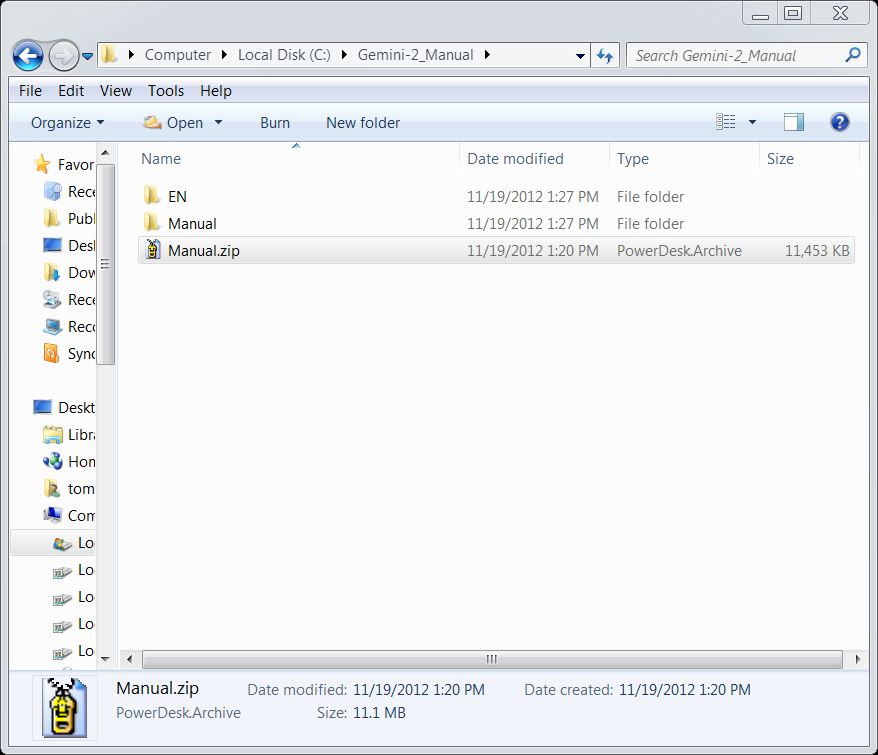 Computer Local Disk (C:) Gemini-2_Manual
Search Gemini-2_Manual
File Edit View Tools Help
Organize Open Burn New folder
Name Date modified Type Size
EN 11/19/2012 1:27 PM File folder
Manual 11/19/2012 1:27 PM File folder
Manual.zip 11/19/2012 1:20 PM PowerDesk.Archive 11,453 KB
Favor
Rece
Publ
Desk
Dow
Rece
Reco
Sync
Deskt
Libra
Hom
tom
Com
Lo
Lo
Lo
Lo
Lo
Manual.zip Date modified: 11/19/2012 1:20 PM Date created: 11/19/2012 1:20 PM
PowerDesk.Archive Size: 11.1 MB